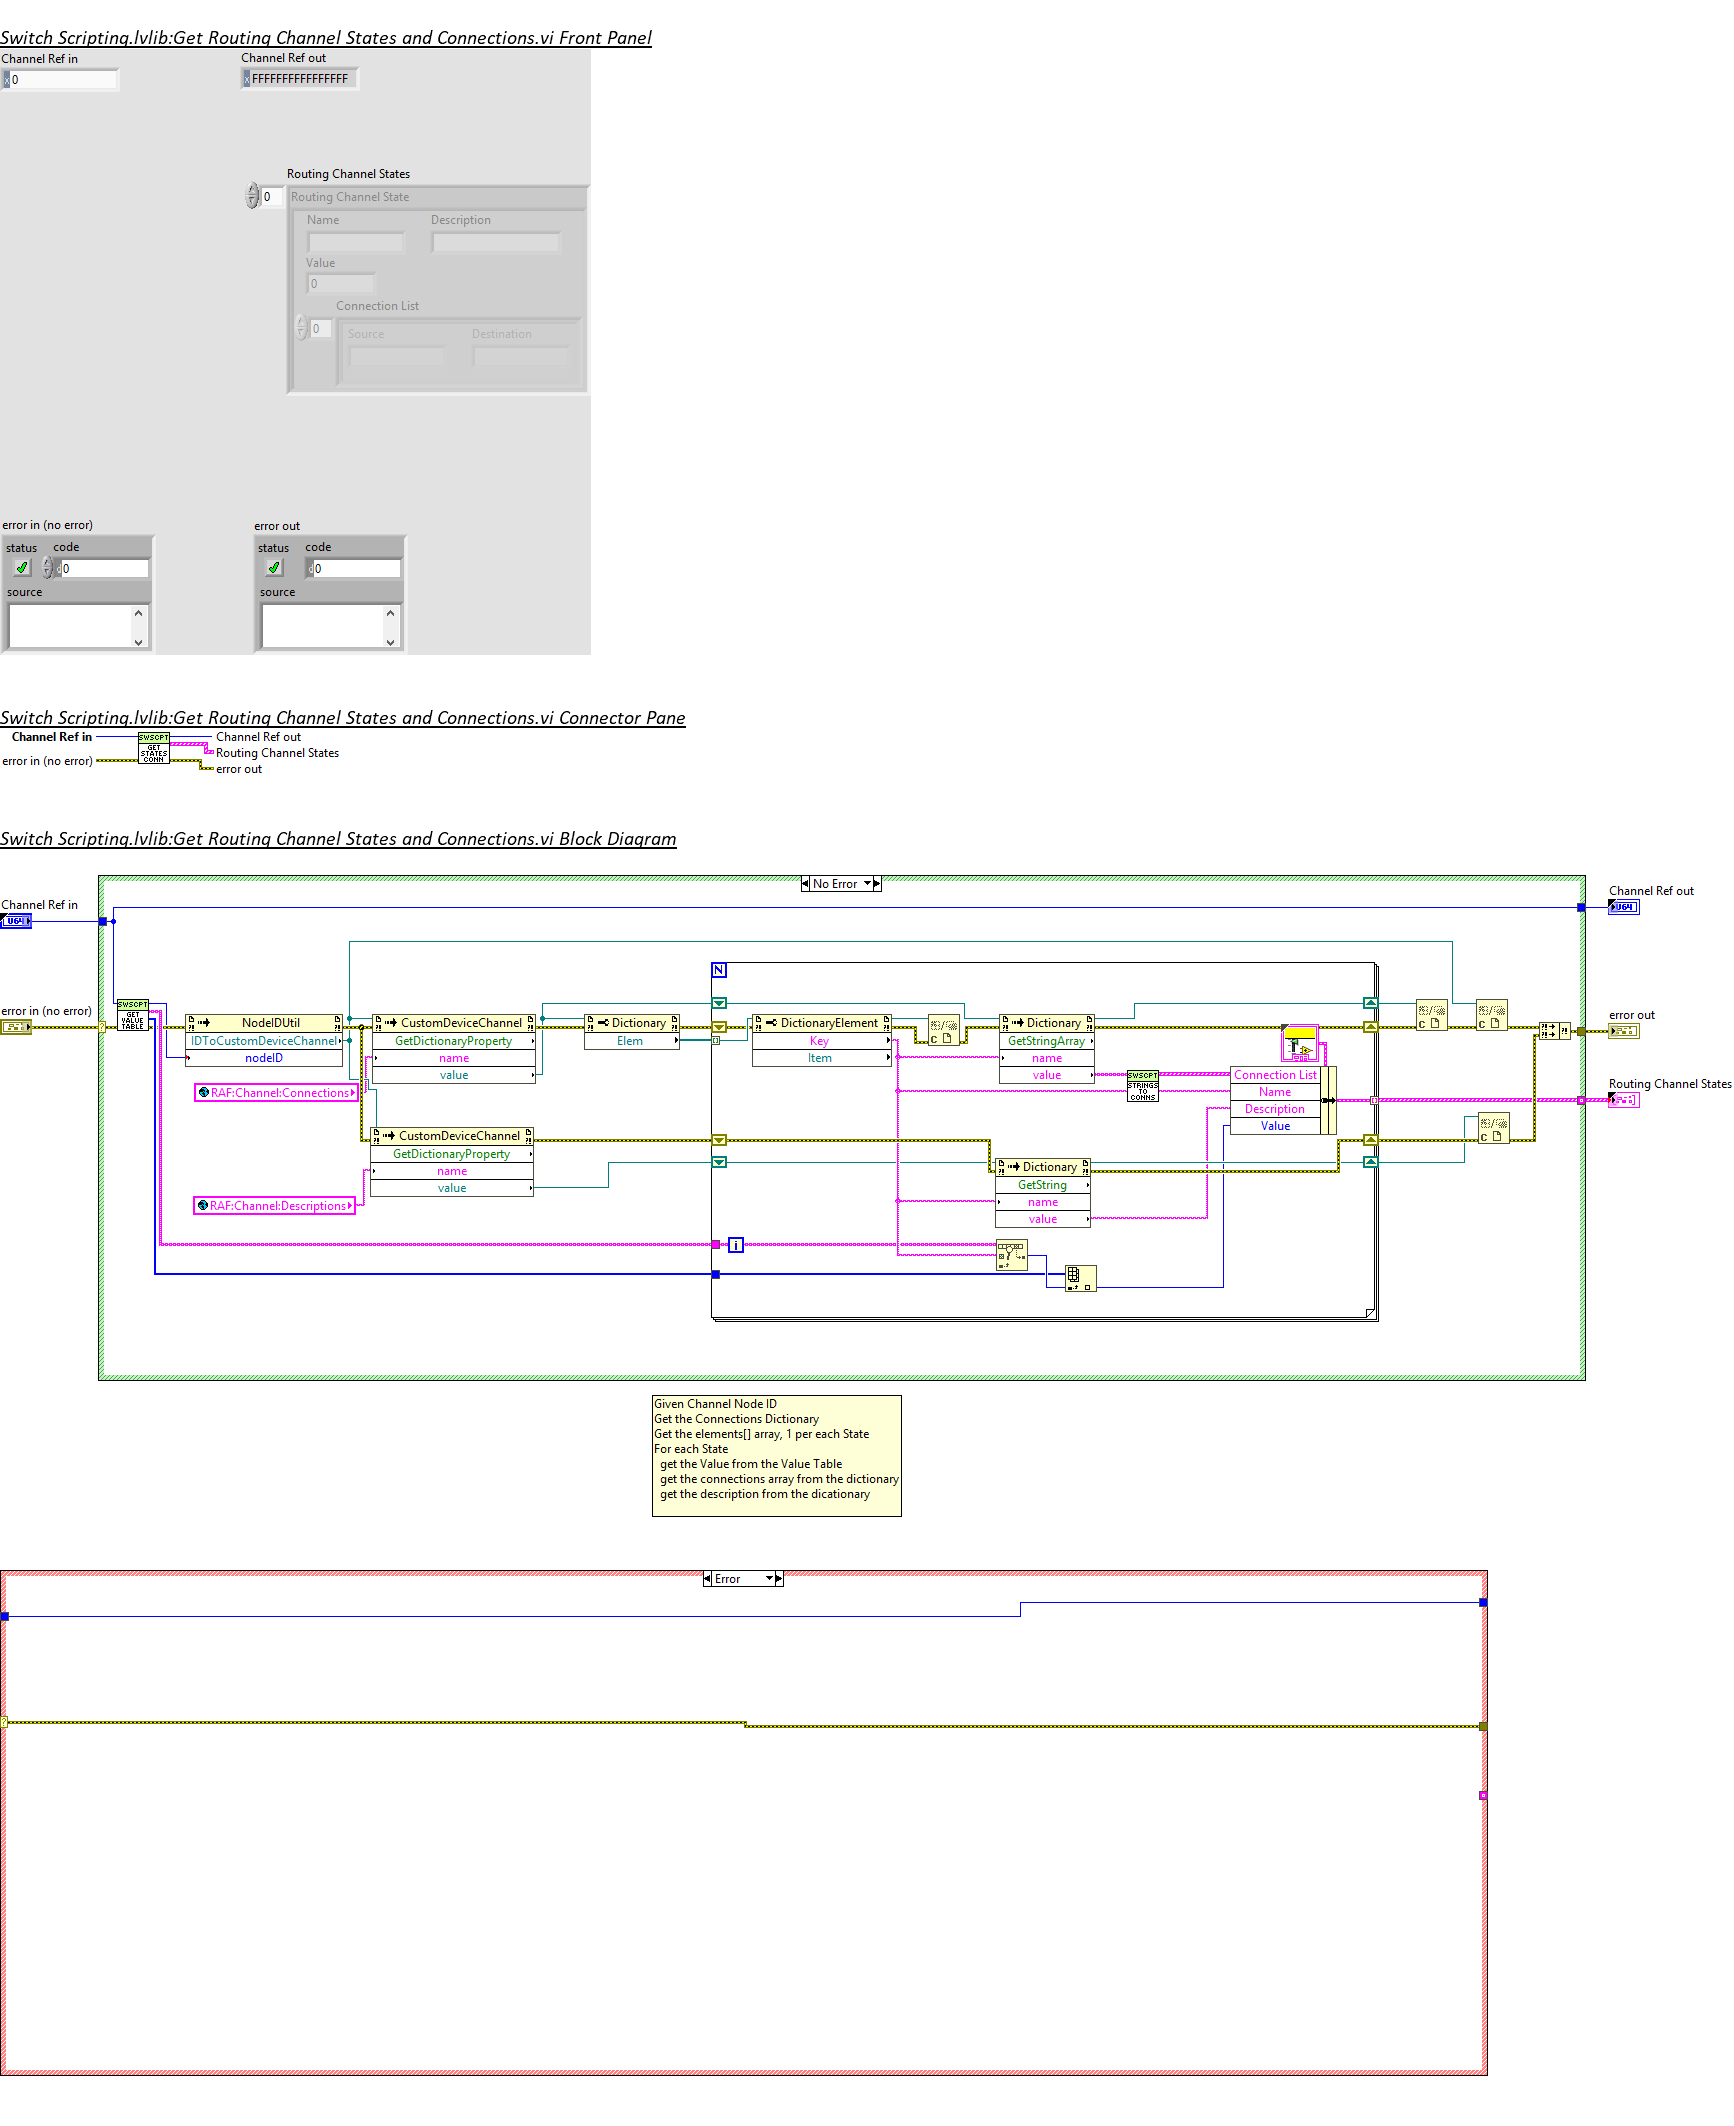 Switch Scripting.lvlib:Get Routing Channel States and Connections.vi Front Panel
Channel Ref in
x 0
Channel Ref out
x FFFFFFFFFFFFFFFF
Routing Channel States
0
Routing Channel State
Name
Description
Value
0
Connection List
0
Source
Destination
error in (no error)
status
code
d0
source
error out
status
code
d0
source
Switch Scripting.lvlib:Get Routing Channel States and Connections.vi Connector Pane
Channel Ref in
error in (no error)
SWSCPT
GET
STATES
CONN
Channel Ref out
Routing Channel States
error out
Switch Scripting.lvlib:Get Routing Channel States and Connections.vi Block Diagram
No Error
Channel Ref in
U64
Channel Ref out
U64
error in (no error)
SWSCPT
GET
VALUE
TABLE
NodeIDUtil
IDToCustomDeviceChannel
nodeID
RAF:Channel:Connections
CustomDeviceChannel
GetDictionaryProperty
name
value
Dictionary
Elem
N
DictionaryElement
Key
Item
Dictionary
GetStringArray
name
value
SWSCPT
STRINGS
TO
CONNS
Connection List
Name
Description
Value
error out
Routing Channel States
CustomDeviceChannel
GetDictionaryProperty
name
value
RAF:Channel:Descriptions
Dictionary
GetString
name
value
i
Given Channel Node ID
Get the Connections Dictionary
Get the elements[] array, 1 per each State
For each State
get the Value from the Value Table
get the connections array from the dictionary
get the description from the dicationary
Error